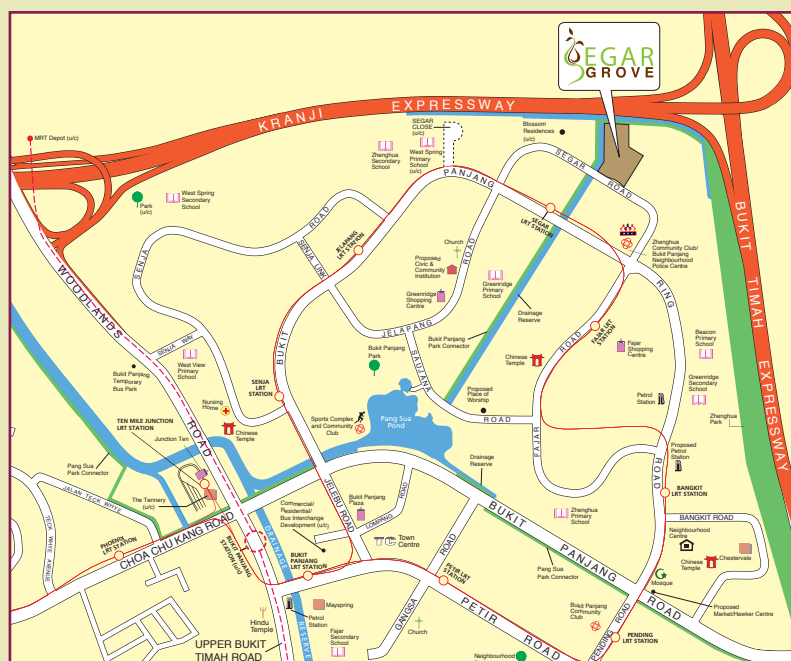 SEGAR
GROVE
KRANJI EXPRESSWAY
BUKIT TIMAH EXPRESSWAY
MRT Depot (u/c)
SEGAR
CLOSE
(u/c)
Blossom
Residences
(u/c)
Zhenghua
Secondary
School
West Spring
Primary
School
(u/c)
SEGAR ROAD
PANJANG
Park
(u/c)
West Spring
Secondary
School
SEGAR
LRT STATION
ROAD
JELAPANG
LRT STATION
SENJA
SENJA LINK
Church
ROAD
Proposed
Civic &
Community
Institution
Zhenghua
Community Club/
Bukit Panjang
Neighbourhood
Police Centre
WOODLANDS
Greenridge
Shopping
Centre
Greenridge
Primary
School
RING
Drainage
Reserve
JELAPANG
ROAD
FAJAR LRT
STATION
BUKIT
SENJA WAY
Bukit Panjang
Park Connector
Beacon
Primary
School
Bukit Panjang
Park
SAUJANA
Chinese
Temple
Fajar
Shopping
Centre
West View
Primary
School
Bukit Panjang
Temporary
Bus Park
Greenridge
Secondary
School
SENJA
LRT
STATION
Proposed
Place of
Worship
Petrol
Station
Nursing
Home
Zhenghua
Park
TEN MILE JUNCTION
LRT STATION
Sports Complex
and Community
Club
Pang Sua
Pond
ROAD
ROAD
Chinese
Temple
Junction Ten
FAJAR
Proposed
Petrol
Station
Drainage
Reserve
ROAD
Pang Sua
Park Connector
JELEBU ROAD
ROAD
BANGKIT
LRT STATION
JALAN TECK WHYE
The Tennery
(u/c)
Commercial/
Residential/
Bus Interchange
Development (u/c)
Bukit Panjang
Plaza
LOMPANG
BUKIT PANJANG ROAD
Zhenghua
Primary
School
BANGKIT ROAD
TECK WHYE AVENUE
CHOA CHU KANG ROAD
DRAINAGE RESERVE
Neighbourhood
Centre
PHOENIX
LRT STATION
BUKIT PANJANG
STATION (u/c)
Town
Centre
ROAD
Chestervale
Chinese
Temple
BUKIT
PANJANG
LRT STATION
PETIR LRT
STATION
Pang Sua
Park Connector
Mosque
Mayspring
Petrol
Station
PETIR ROAD
Bukit Panjang
Community
Club
Proposed
Market/Hawker Centre
Hindu
Temple
GANGSA
Church
Fajar
Secondary
School
PENDING ROAD
PENDING
LRT STATION
UPPER BUKIT
TIMAH ROAD
Neighbourhood